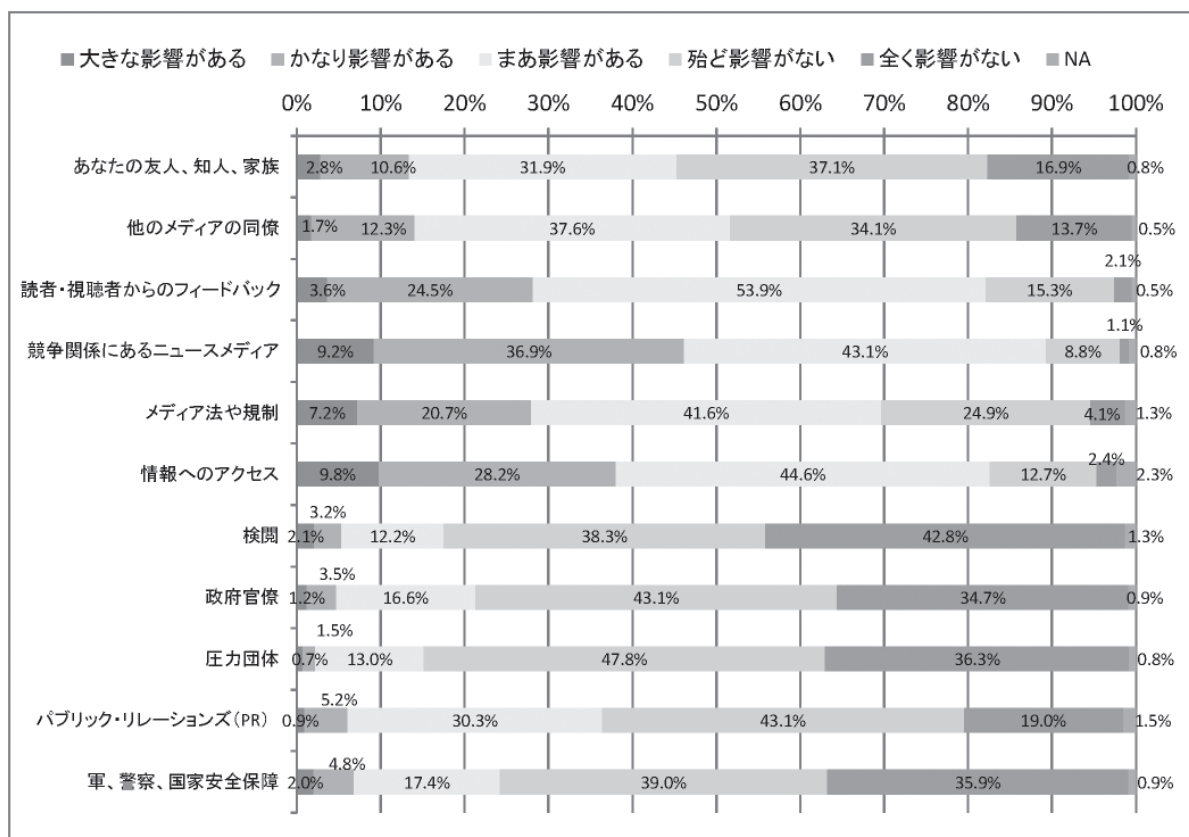 大きな影響がある かなり影響がある まあ影響がある 殆ど影響がない 全く影響がない NA
0% 10% 20% 30% 40% 50% 60% 70% 80% 90% 100%
あなたの友人、知人、家族 2.8% 10.6% 31.9% 37.1% 16.9% 0.8%
他のメディアの同僚 1.7% 12.3% 37.6% 34.1% 13.7% 0.5%
2.1%
読者・視聴者からのフィードバック 3.6% 24.5% 53.9% 15.3% 0.5%
1.1%
競争関係にあるニュースメディア 9.2% 36.9% 43.1% 8.8% 0.8%
メディア法や規制 7.2% 20.7% 41.6% 24.9% 4.1% 1.3%
2.4%
情報へのアクセス 9.8% 28.2% 44.6% 12.7% 2.3%
3.2%
検閲 2.1% 12.2% 38.3% 42.8% 1.3%
3.5%
政府官僚 1.2% 16.6% 43.1% 34.7% 0.9%
1.5%
圧力団体 0.7% 13.0% 47.8% 36.3% 0.8%
5.2%
パブリック・リレーションズ(PR) 0.9% 30.3% 43.1% 19.0% 1.5%
4.8%
軍、警察、国家安全保障 2.0% 17.4% 39.0% 35.9% 0.9%